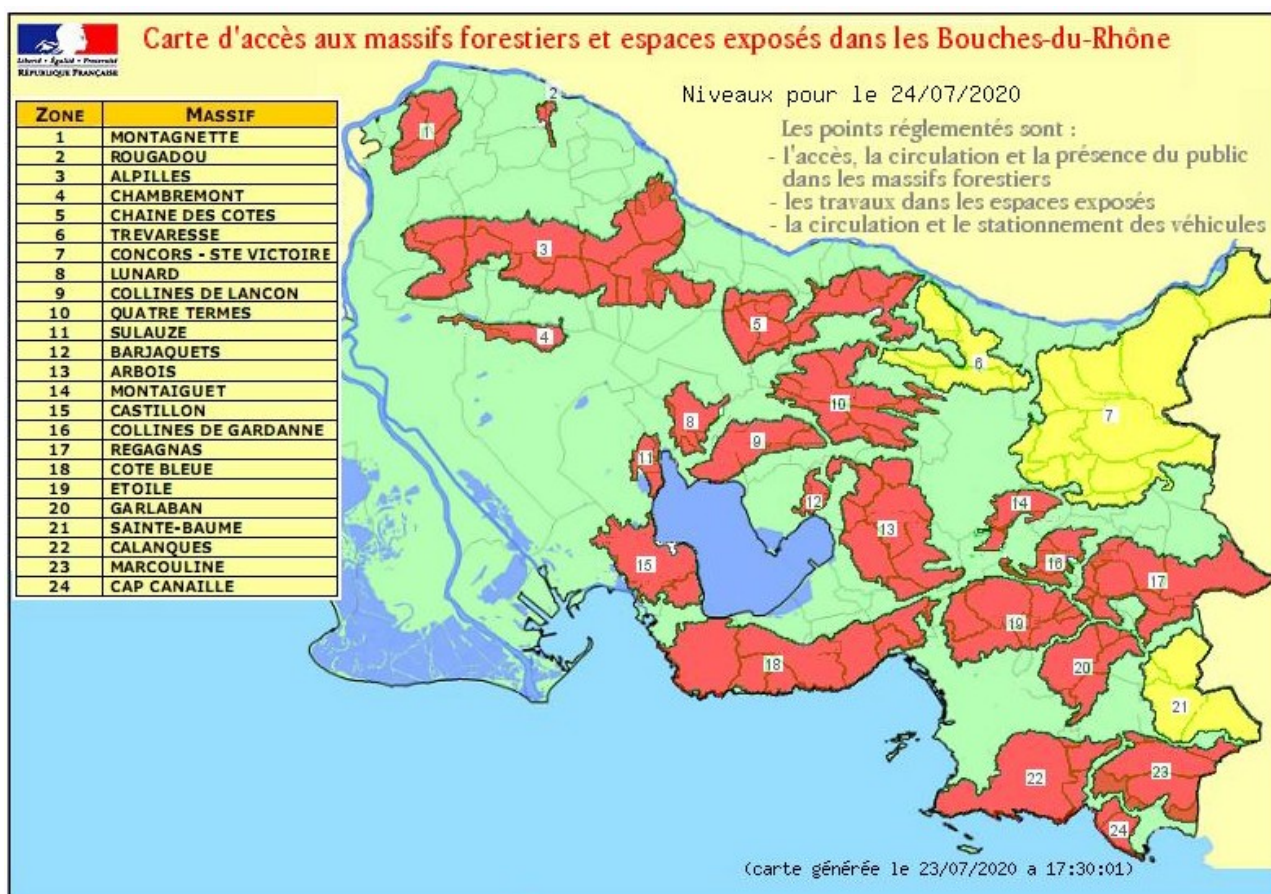 Carte d'accès aux massifs forestiers et espaces exposés dans les Bouches-du-Rhône
Liberté • Égalité • Fraternité
RÉPUBLIQUE FRANÇAISE
Niveaux pour le 24/07/2020
Les points réglementés sont :
- l'accès, la circulation et la présence du public
dans les massifs forestiers
- les travaux dans les espaces exposés
- la circulation et le stationnement des véhicules
ZONE MASSIF
1 MONTAGNETTE
2 ROUGADOU
3 ALPILLES
4 CHAMBREMONT
5 CHAINE DES COTES
6 TREVARESSE
7 CONCORS - STE VICTOIRE
8 LUNARD
9 COLLINES DE LANCON
10 QUATRE TERMES
11 SULAUZE
12 BARJAQUETS
13 ARBOIS
14 MONTAIGUET
15 CASTILLON
16 COLLINES DE GARDANNE
17 REGAGNAS
18 COTE BLEUE
19 ETOILE
20 GARLABAN
21 SAINTE-BAUME
22 CALANQUES
23 MARCOULINE
24 CAP CANAILLE
2
1
3
4
5
6
7
8
10
9
11
12
13
14
15
16
17
18
19
20
21
22
23
24
(carte générée le 23/07/2020 a 17:30:01)